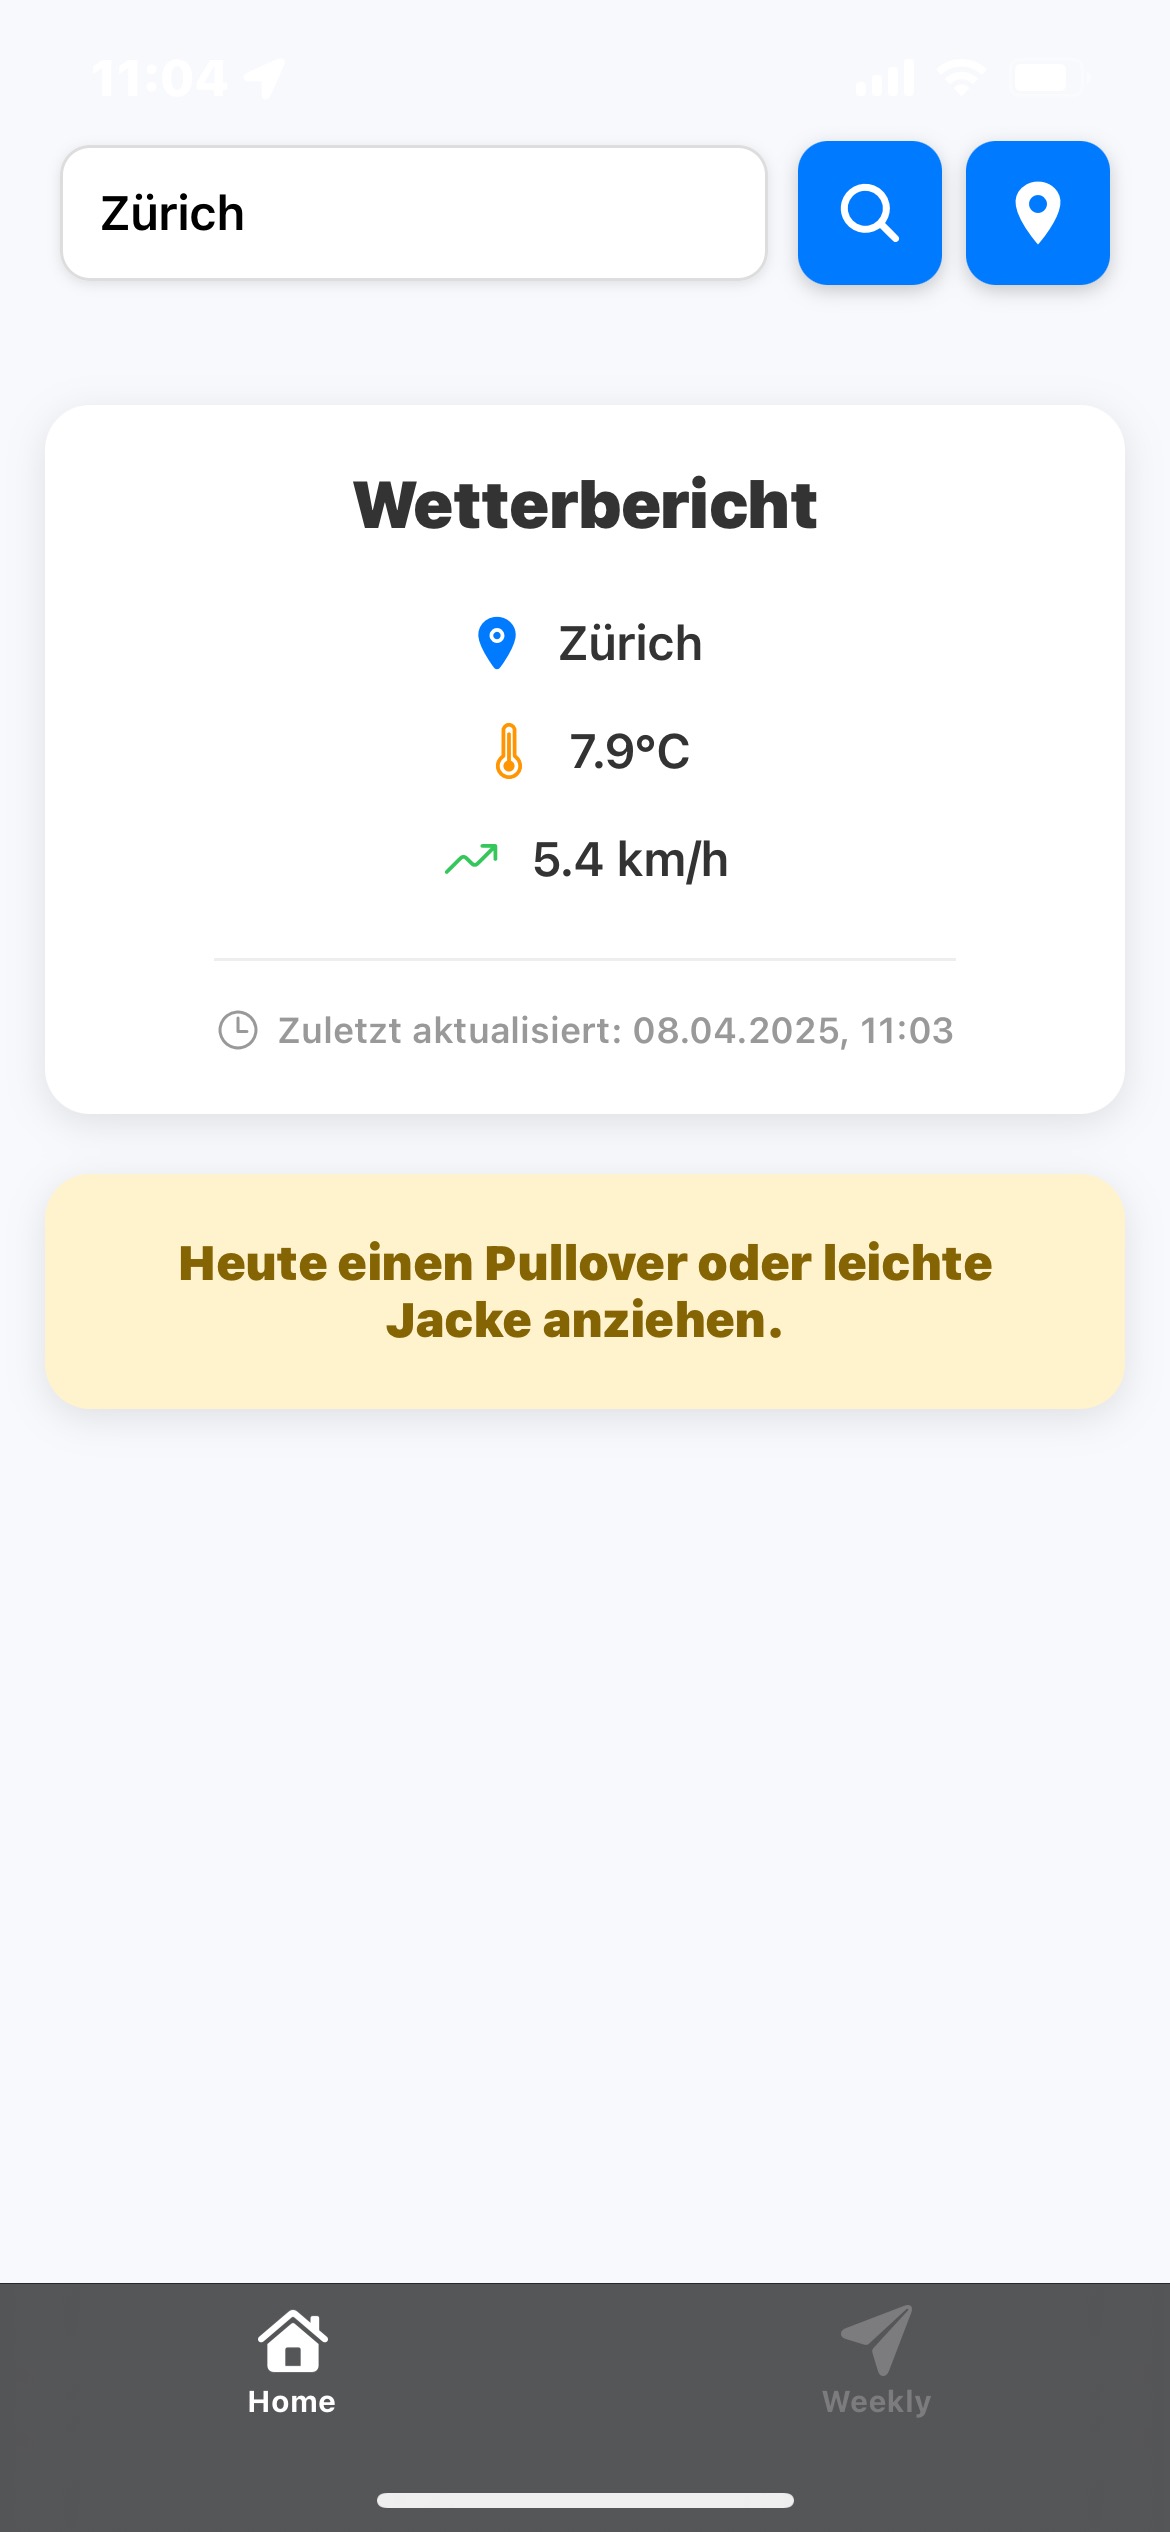 11:04
Zürich
Wetterbericht
Zürich
7.9°C
5.4 km/h
Zuletzt aktualisiert: 08.04.2025, 11:03
Heute einen Pullover oder leichte
Jacke anziehen.
Home
Weekly